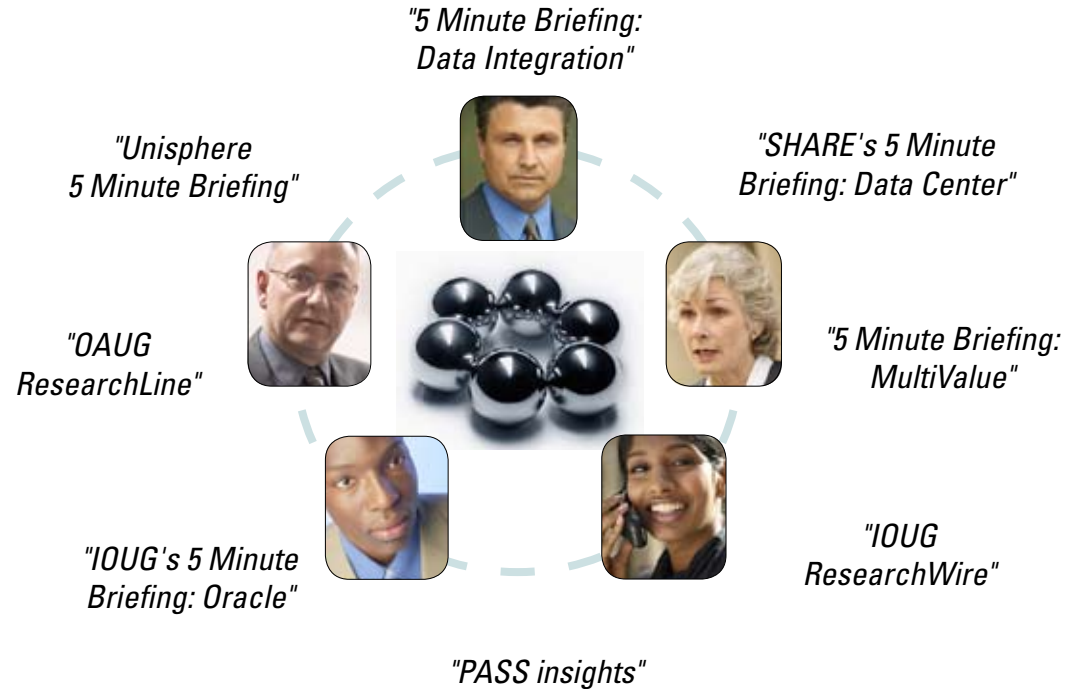 "5 Minute Briefing:
Data Integration"
"Unisphere
5 Minute Briefing"
"SHARE's 5 Minute
Briefing: Data Center"
"OAUG
ResearchLine"
"5 Minute Briefing:
MultiValue"
"IOUG's 5 Minute
Briefing: Oracle"
"IOUG
ResearchWire"
"PASS insights"